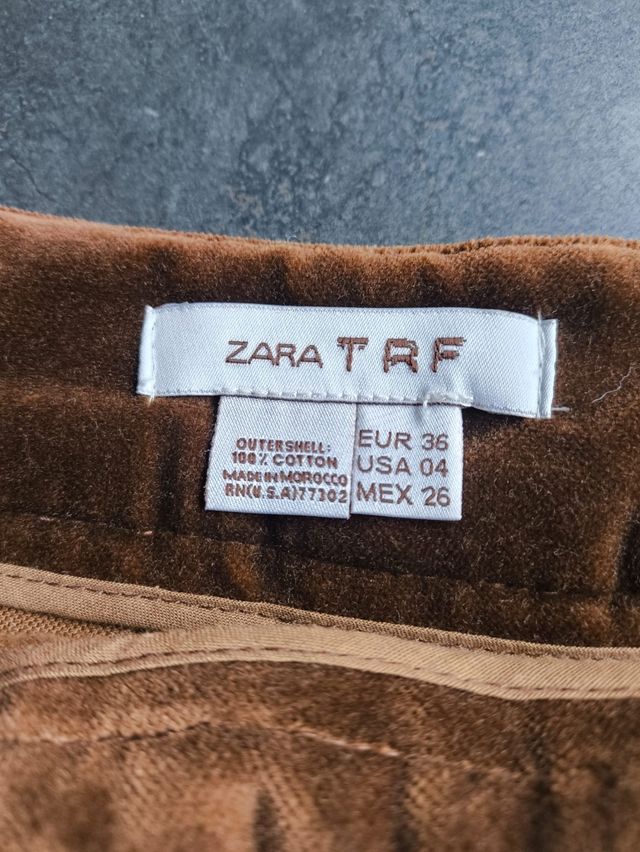 ZARA TRF
OUTERSHELL:
100% COTTON
MADE IN MOROCCO
RN(U.S.A)77302
EUR 36
USA 04
MEX 26